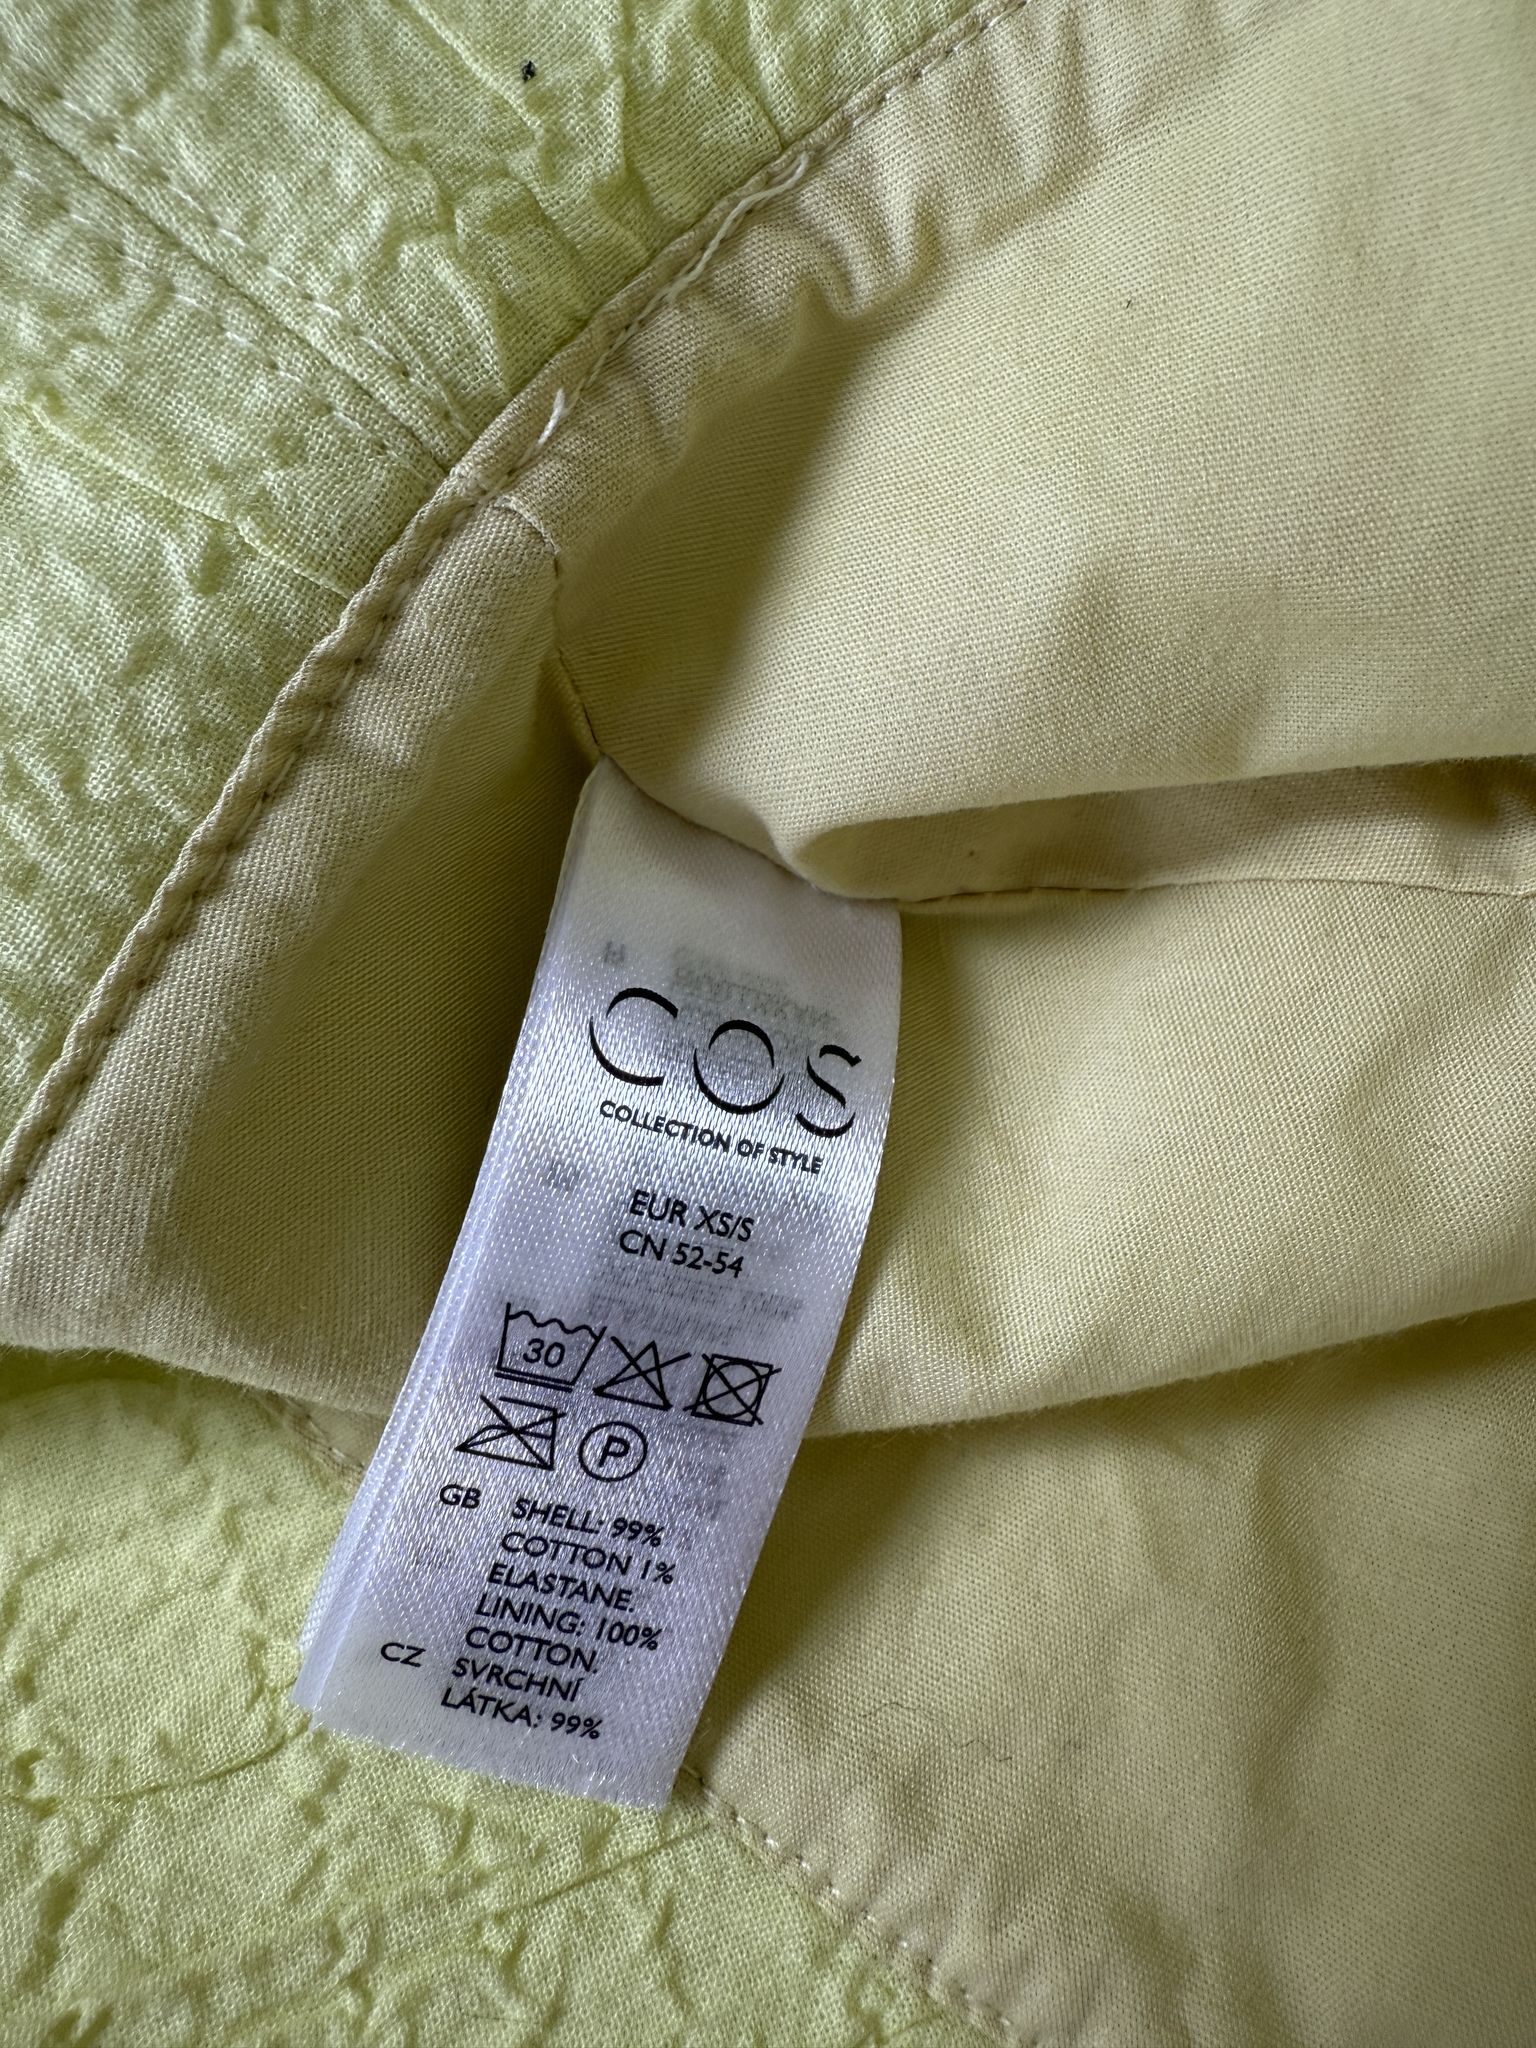 COS
COLLECTION OF STYLE
EUR XS/S
CN 52-54
30
P
GB SHELL: 99%
COTTON 1%
ELASTANE.
LINING: 100%
COTTON.
CZ SVRCHNÍ
LÁTKA: 99%